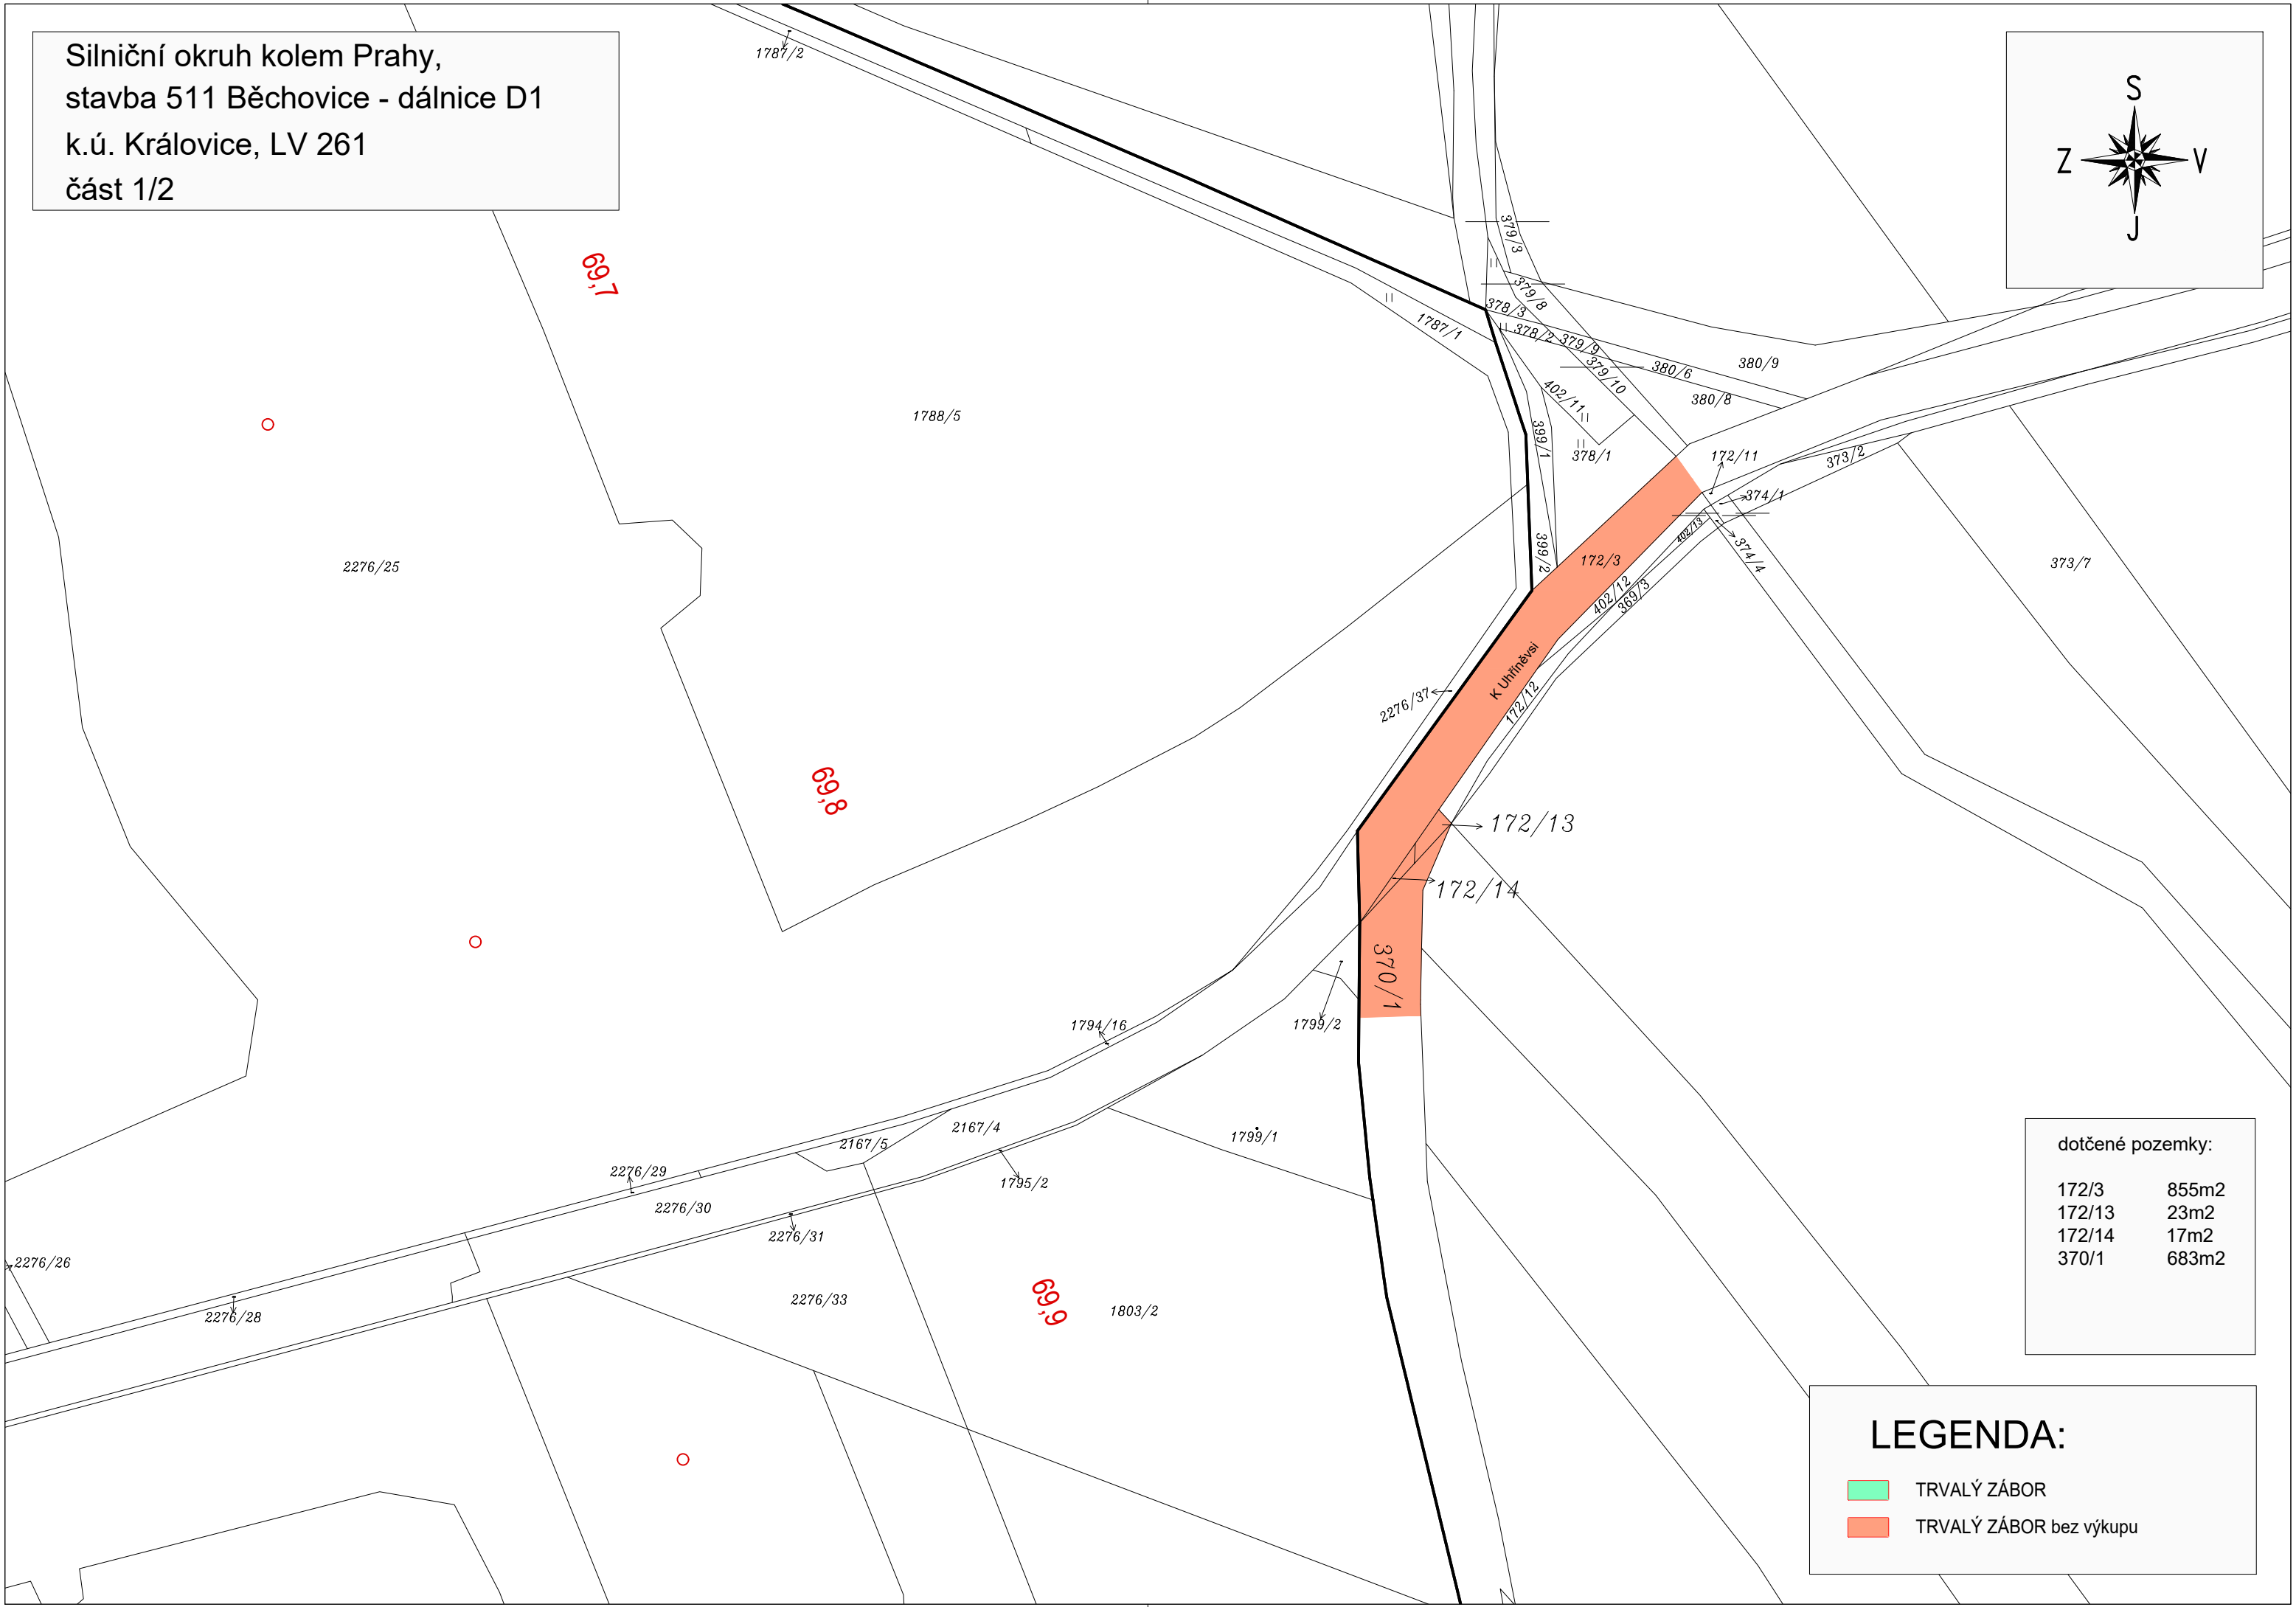 Silniční okruh kolem Prahy,
stavba 511 Běchovice - dálnice D1
k.ú. Královice, LV 261
část 1/2
S
Z
V
J
1787/2
69,7
379/3
379/8
378/3
378/2
379/9
379/10
380/6
380/9
380/8
1787/1
1788/5
402/11
399/1
378/1
172/11
373/2
374/1
402/13
374/4
399/2
172/3
402/12
369/3
373/7
2276/25
K Uhříněvsi
172/12
2276/37
69,8
172/13
172/14
370/1
1794/16
1799/2
2167/4
2167/5
1799/1
2276/29
1795/2
2276/30
2276/31
2276/26
2276/28
2276/33
69,9
1803/2
dotčené pozemky:
172/3 855m2
172/13 23m2
172/14 17m2
370/1 683m2
LEGENDA:
TRVALÝ ZÁBOR
TRVALÝ ZÁBOR bez výkupu